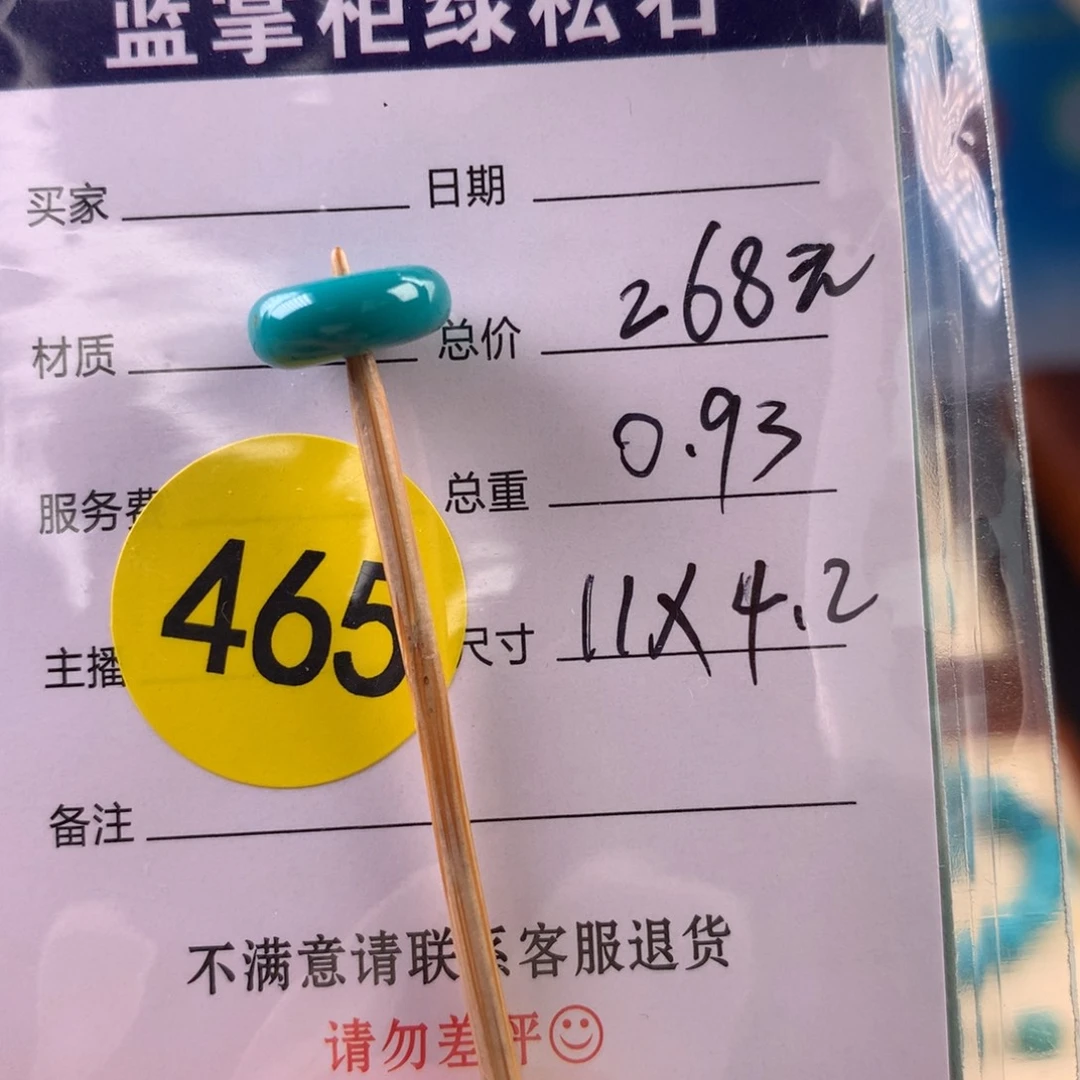 蓝掌柜绿松石
买家 日期
材质 总价 268元
服务费 总重 0.93
465
主播 尺寸 11X4.2
备注
不满意请联系客服退货
请勿差评